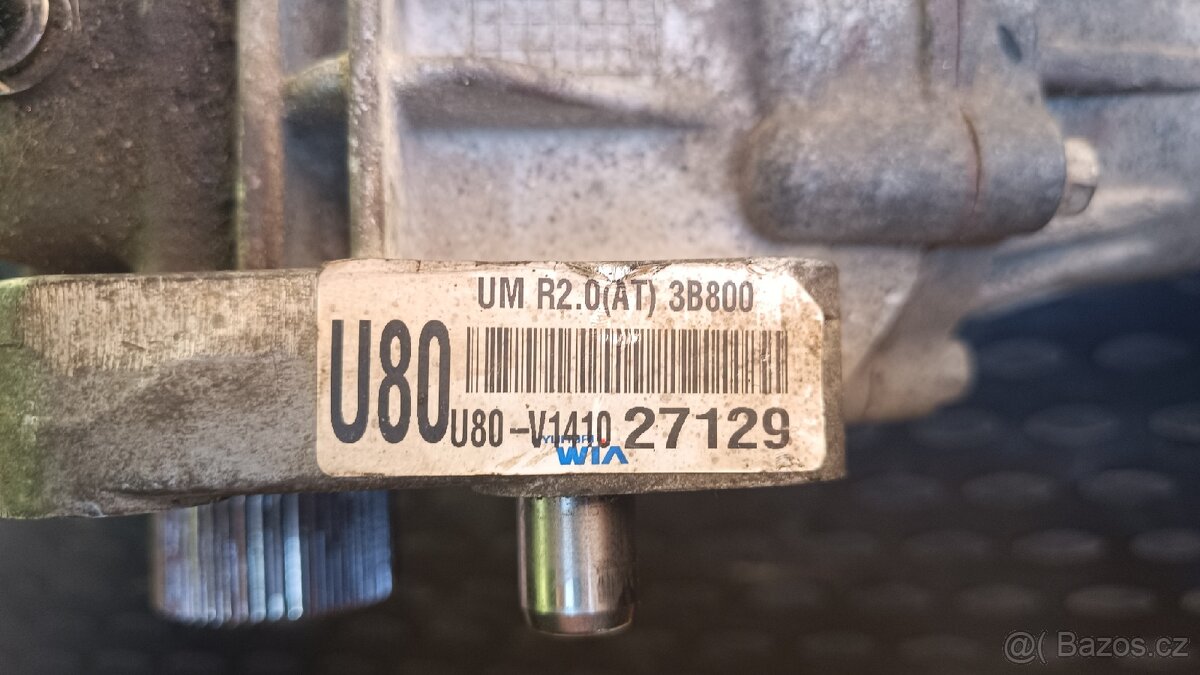 UM R2.0(AT) 3B800
U80
U80-V1410 27129
WIA
@( Bazos.cz